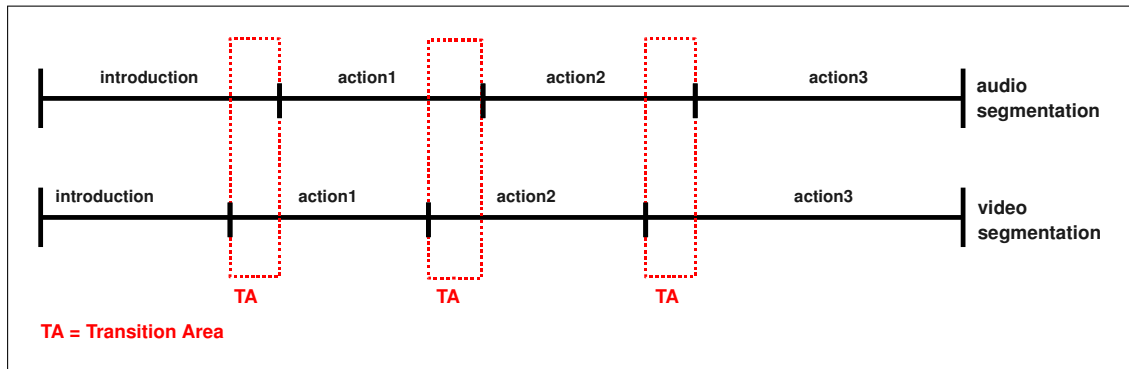 introduction action1 action2 action3 audio
segmentation
introduction action1 action2 action3 video
segmentation
TA TA TA
TA = Transition Area